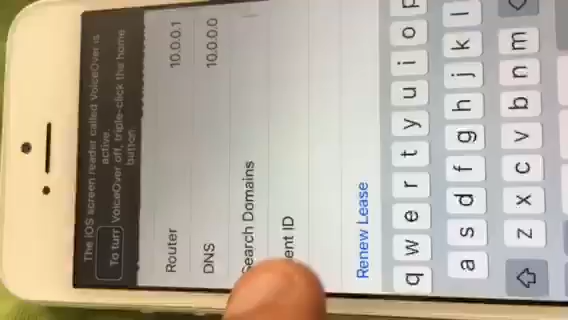 The iOS screen reader called VoiceOver is
active.
To turn VoiceOver off, triple-click the home
button.
Router 10.0.0.1
DNS 10.0.0.0
Search Domains
ent ID
Renew Lease
q w e r t y u i o p
a s d f g h j k l
z x c v b n m